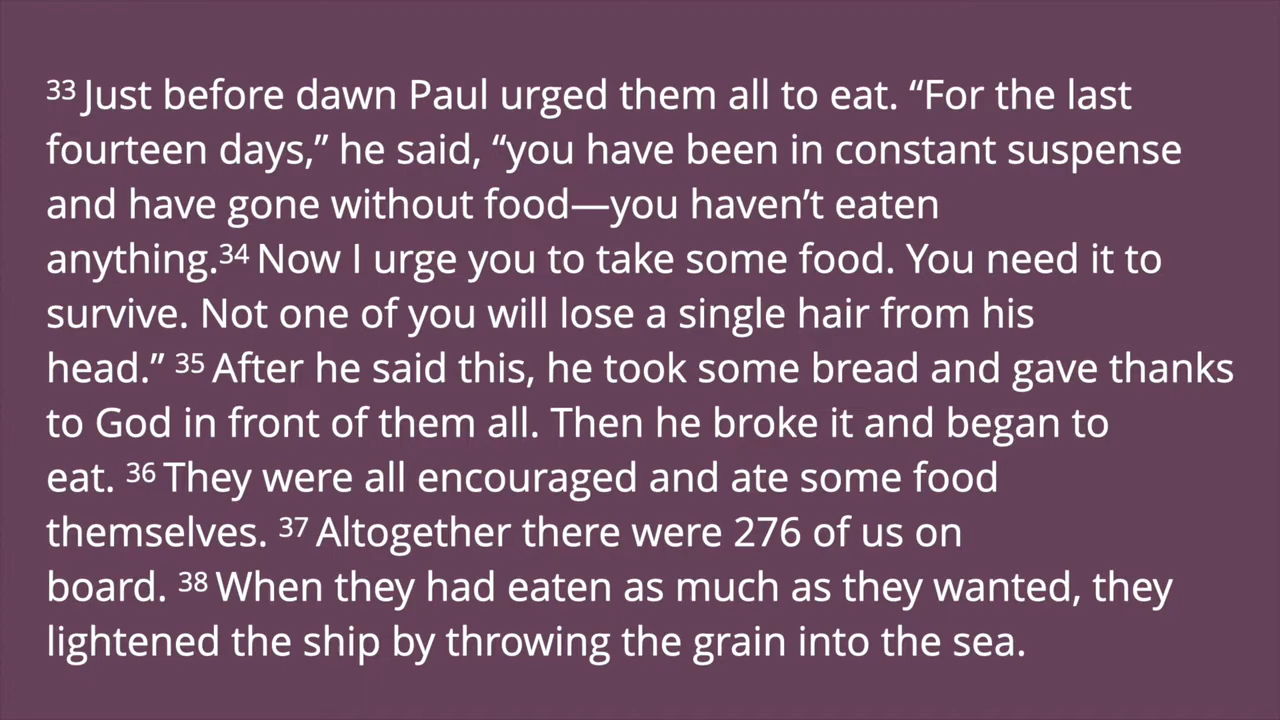 33 Just before dawn Paul urged them all to eat. “For the last
fourteen days,” he said, “you have been in constant suspense
and have gone without food—you haven’t eaten
anything.34 Now I urge you to take some food. You need it to
survive. Not one of you will lose a single hair from his
head.” 35 After he said this, he took some bread and gave thanks
to God in front of them all. Then he broke it and began to
eat. 36 They were all encouraged and ate some food
themselves. 37 Altogether there were 276 of us on
board. 38 When they had eaten as much as they wanted, they
lightened the ship by throwing the grain into the sea.